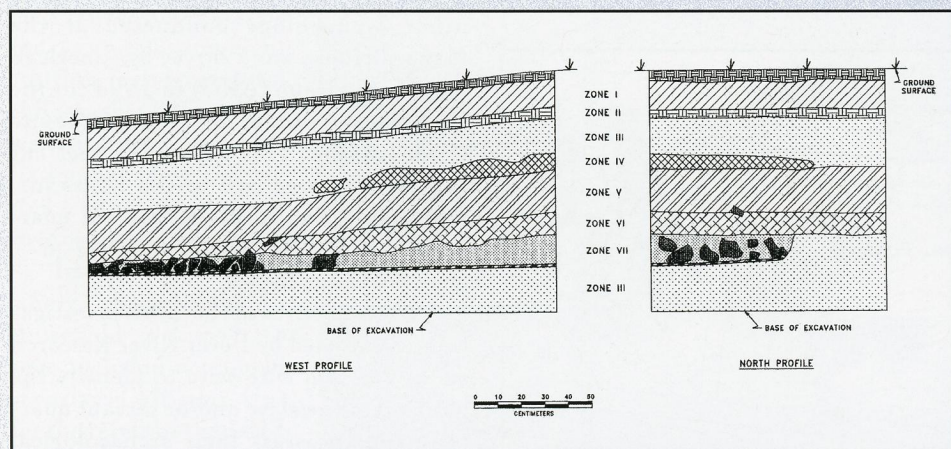 GROUND
SURFACE
ZONE I
ZONE II
ZONE III
ZONE IV
ZONE V
ZONE VI
ZONE VII
ZONE III
GROUND
SURFACE
BASE OF EXCAVATION
BASE OF EXCAVATION
WEST PROFILE
NORTH PROFILE
0 10 20 30 40 50
CENTIMETERS